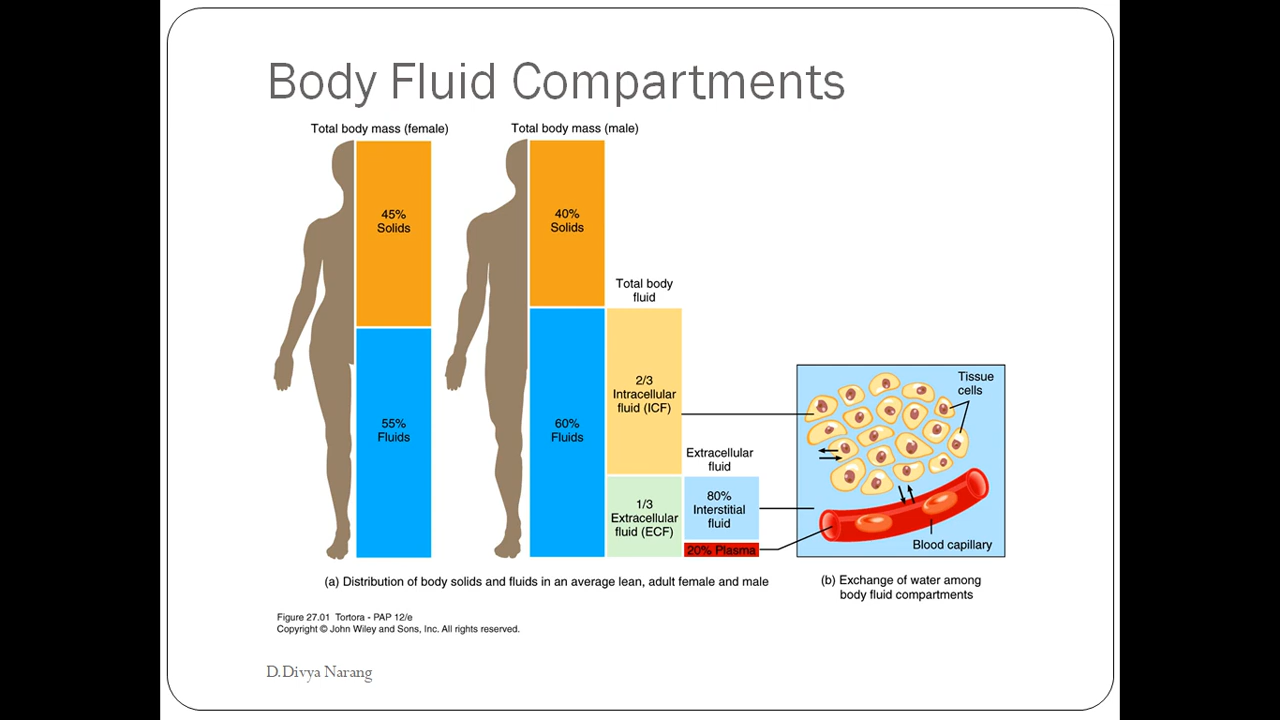 Body Fluid Compartments
Total body mass (female)
Total body mass (male)
45%
Solids
40%
Solids
Total body
fluid
55%
Fluids
60%
Fluids
2/3
Intracellular
fluid (ICF)
1/3
Extracellular
fluid (ECF)
Extracellular
fluid
80%
Interstitial
fluid
20% Plasma
Tissue
cells
Blood capillary
(a) Distribution of body solids and fluids in an average lean, adult female and male
(b) Exchange of water among
body fluid compartments
Figure 27.01 Tortora - PAP 12/e
Copyright © John Wiley and Sons, Inc. All rights reserved.
D.Divya Narang